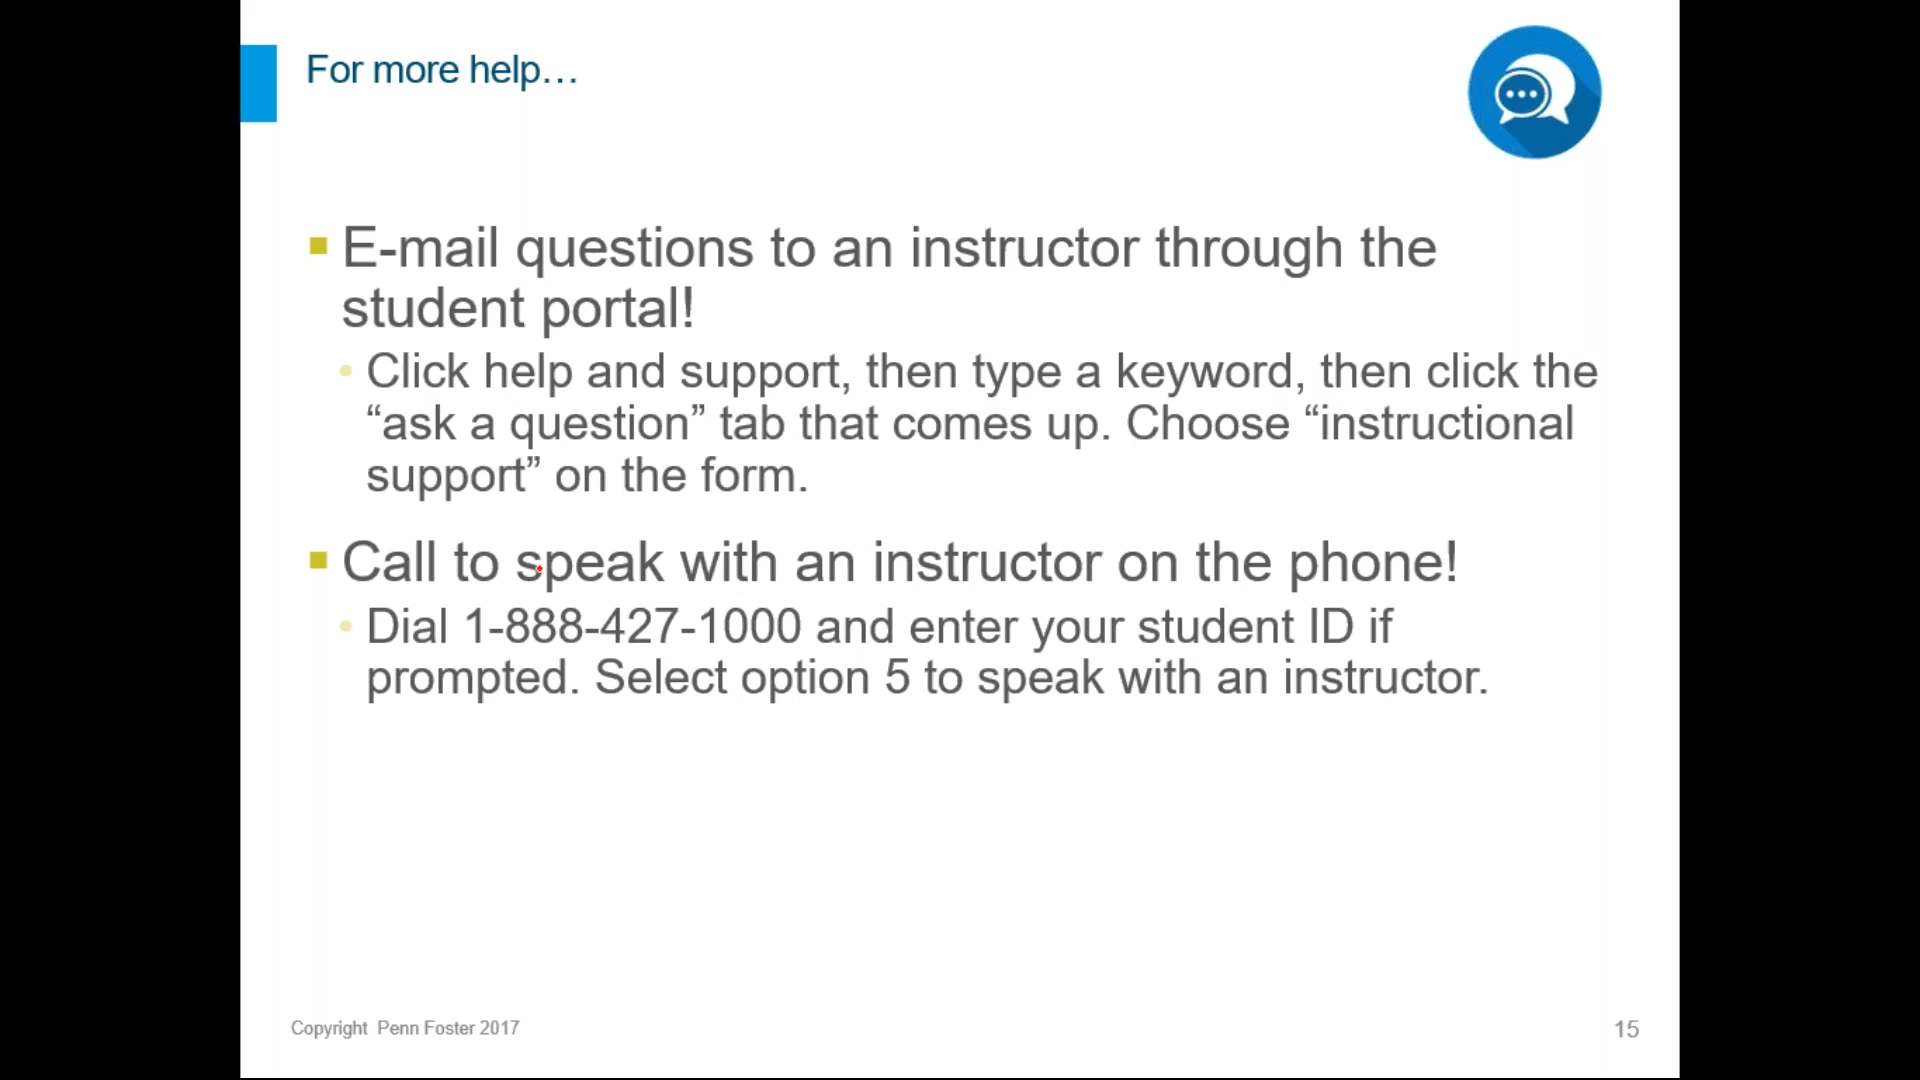 For more help…
E-mail questions to an instructor through the
student portal!
Click help and support, then type a keyword, then click the
“ask a question” tab that comes up. Choose “instructional
support” on the form.
Call to speak with an instructor on the phone!
Dial 1-888-427-1000 and enter your student ID if
prompted. Select option 5 to speak with an instructor.
Copyright Penn Foster 2017
15